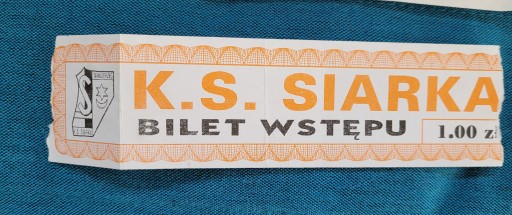 K.S. SIARKA
BILET WSTĘPU
1.00 zł